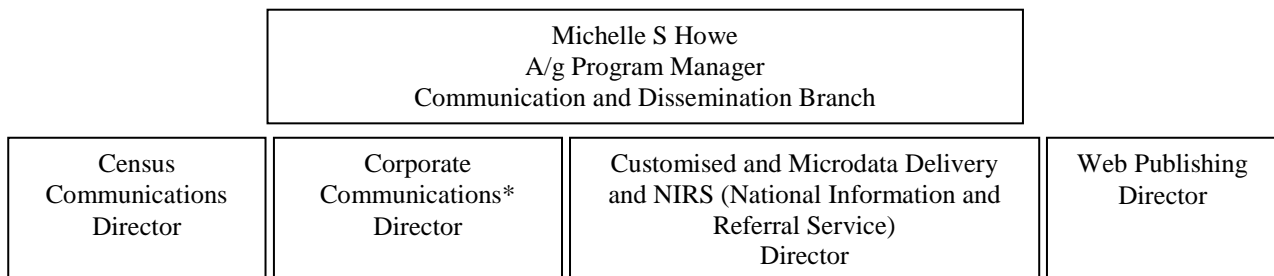 Michelle S Howe
A/g Program Manager
Communication and Dissemination Branch
Census
Communications
Director
Corporate
Communications*
Director
Customised and Microdata Delivery
and NIRS (National Information and
Referral Service)
Director
Web Publishing
Director